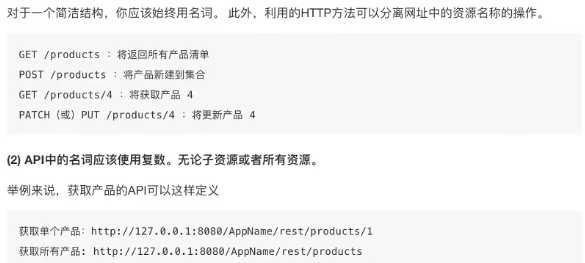 对于一个简洁结构，你应该始终用名词。 此外，利用的HTTP方法可以分离网址中的资源名称的操作。
GET /products ：将返回所有产品清单
POST /products ：将产品新建到集合
GET /products/4 ：将获取产品 4
PATCH（或）PUT /products/4 ：将更新产品 4
(2) API中的名词应该使用复数。无论子资源或者所有资源。
举例来说，获取产品的API可以这样定义
获取单个产品：http://127.0.0.1:8080/AppName/rest/products/1
获取所有产品: http://127.0.0.1:8080/AppName/rest/products